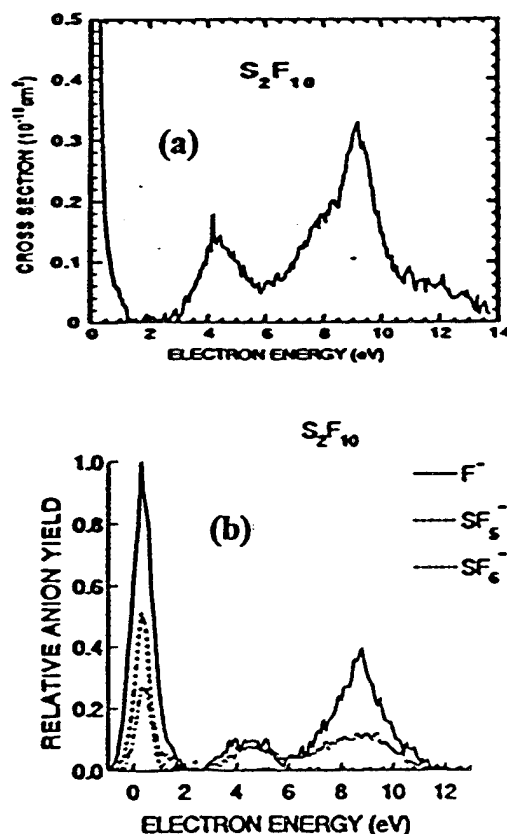 0.5
0.4
0.3
0.2
0.1
0
CROSS SECTION
S₂F₁₀
(a)
0 2 4 6 8 10 12 14
ELECTRON ENERGY (eV)
S₂F₁₀
1.0
0.8
0.6
0.4
0.2
0.0
RELATIVE ANION YIELD
(b)
F⁻
SF₅⁻
SF₆⁻
0 2 4 6 8 10 12
ELECTRON ENERGY (eV)